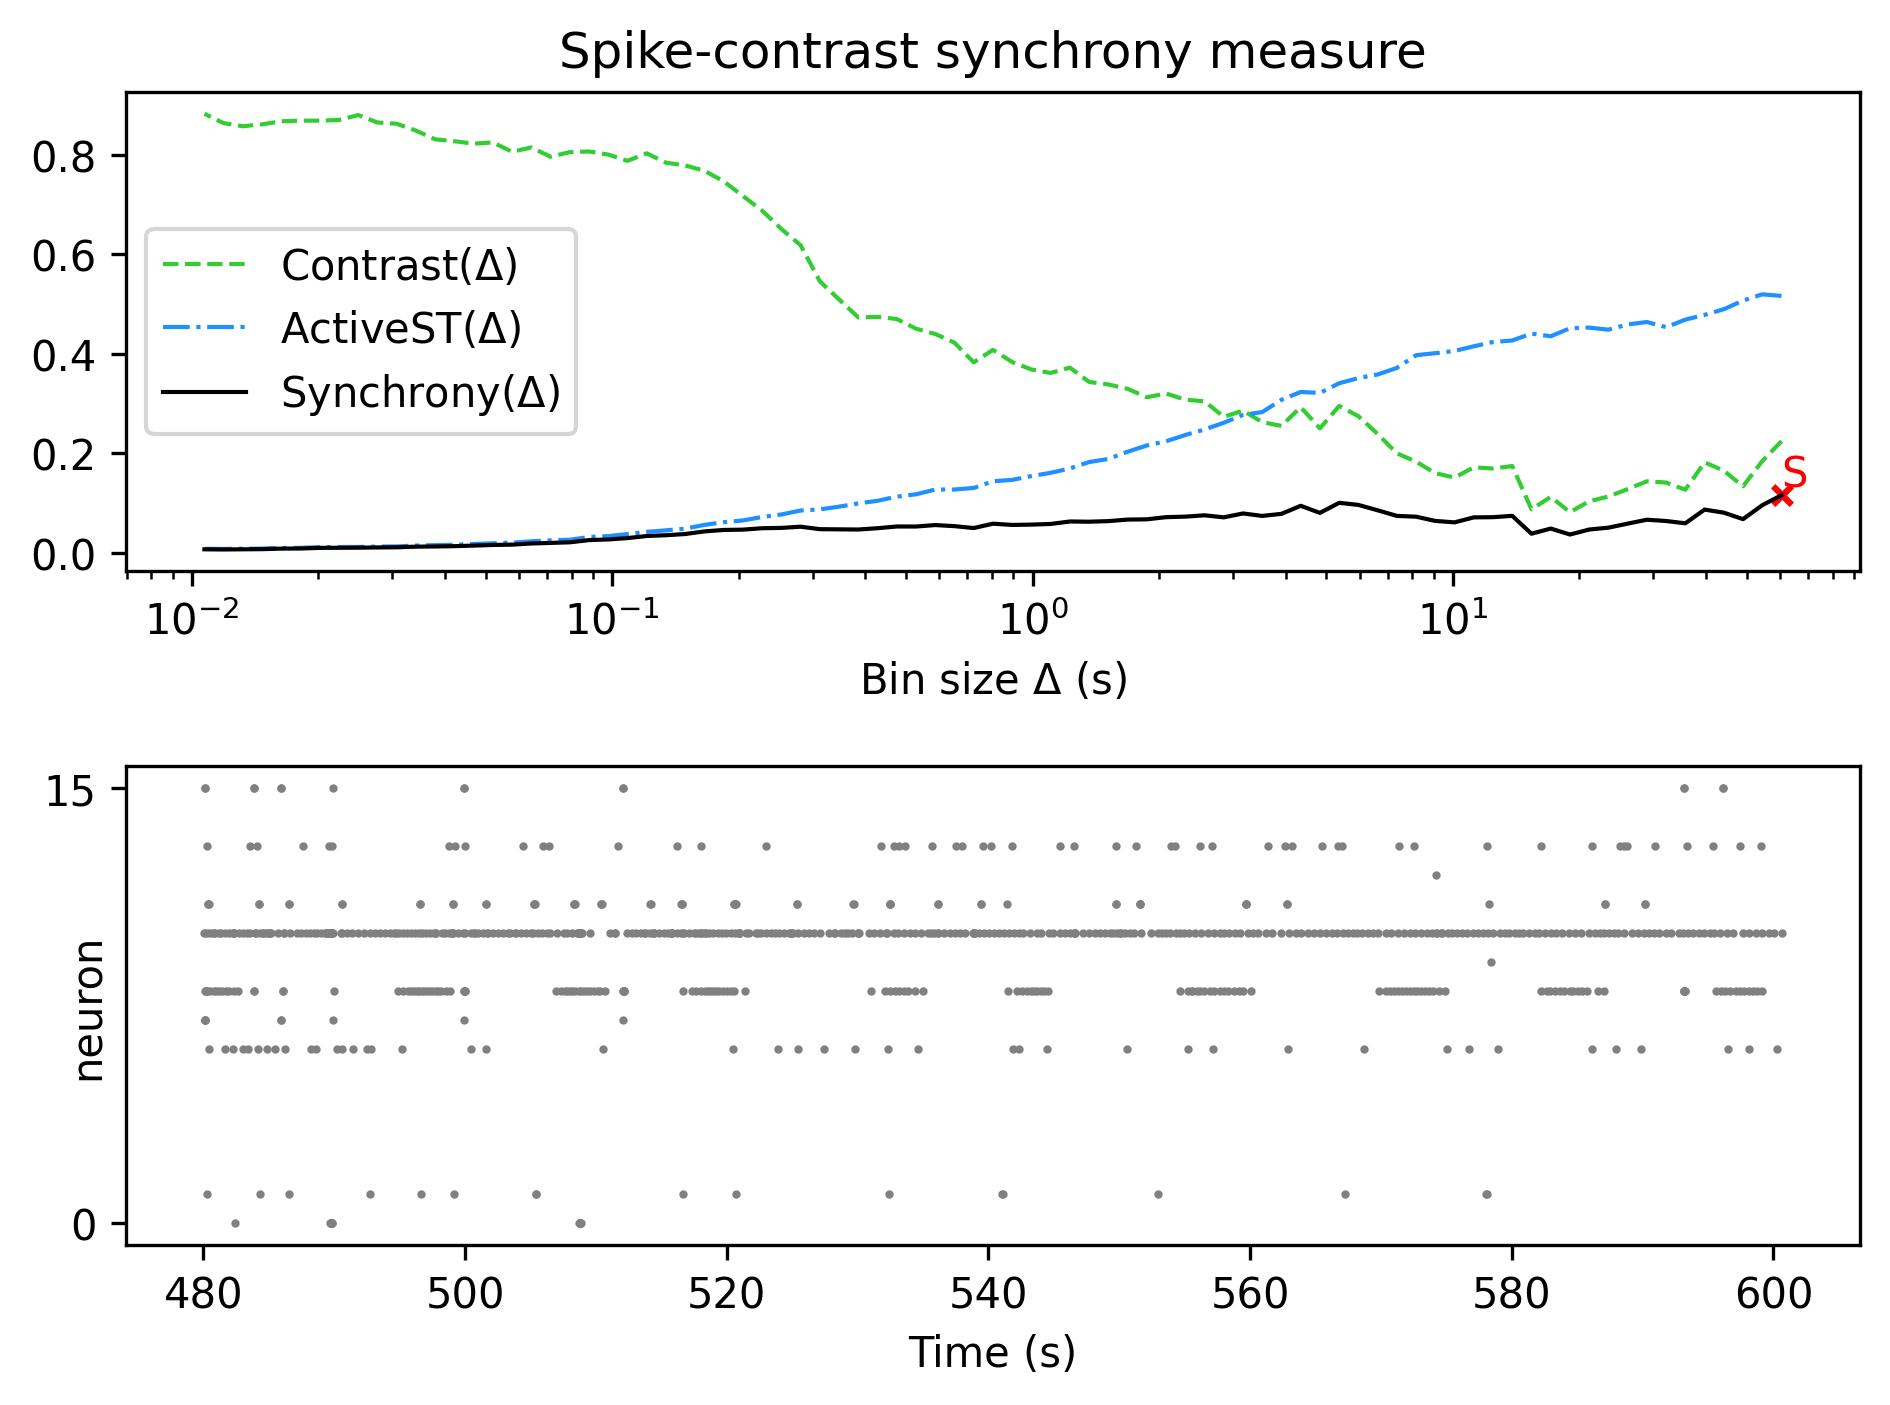 Spike-contrast synchrony measure
0.8
0.6
0.4
0.2
0.0
Contrast(Δ)
ActiveST(Δ)
Synchrony(Δ)
S
10⁻² 10⁻¹ 10⁰ 10¹
Bin size Δ (s)
15
0
neuron
480 500 520 540 560 580 600
Time (s)